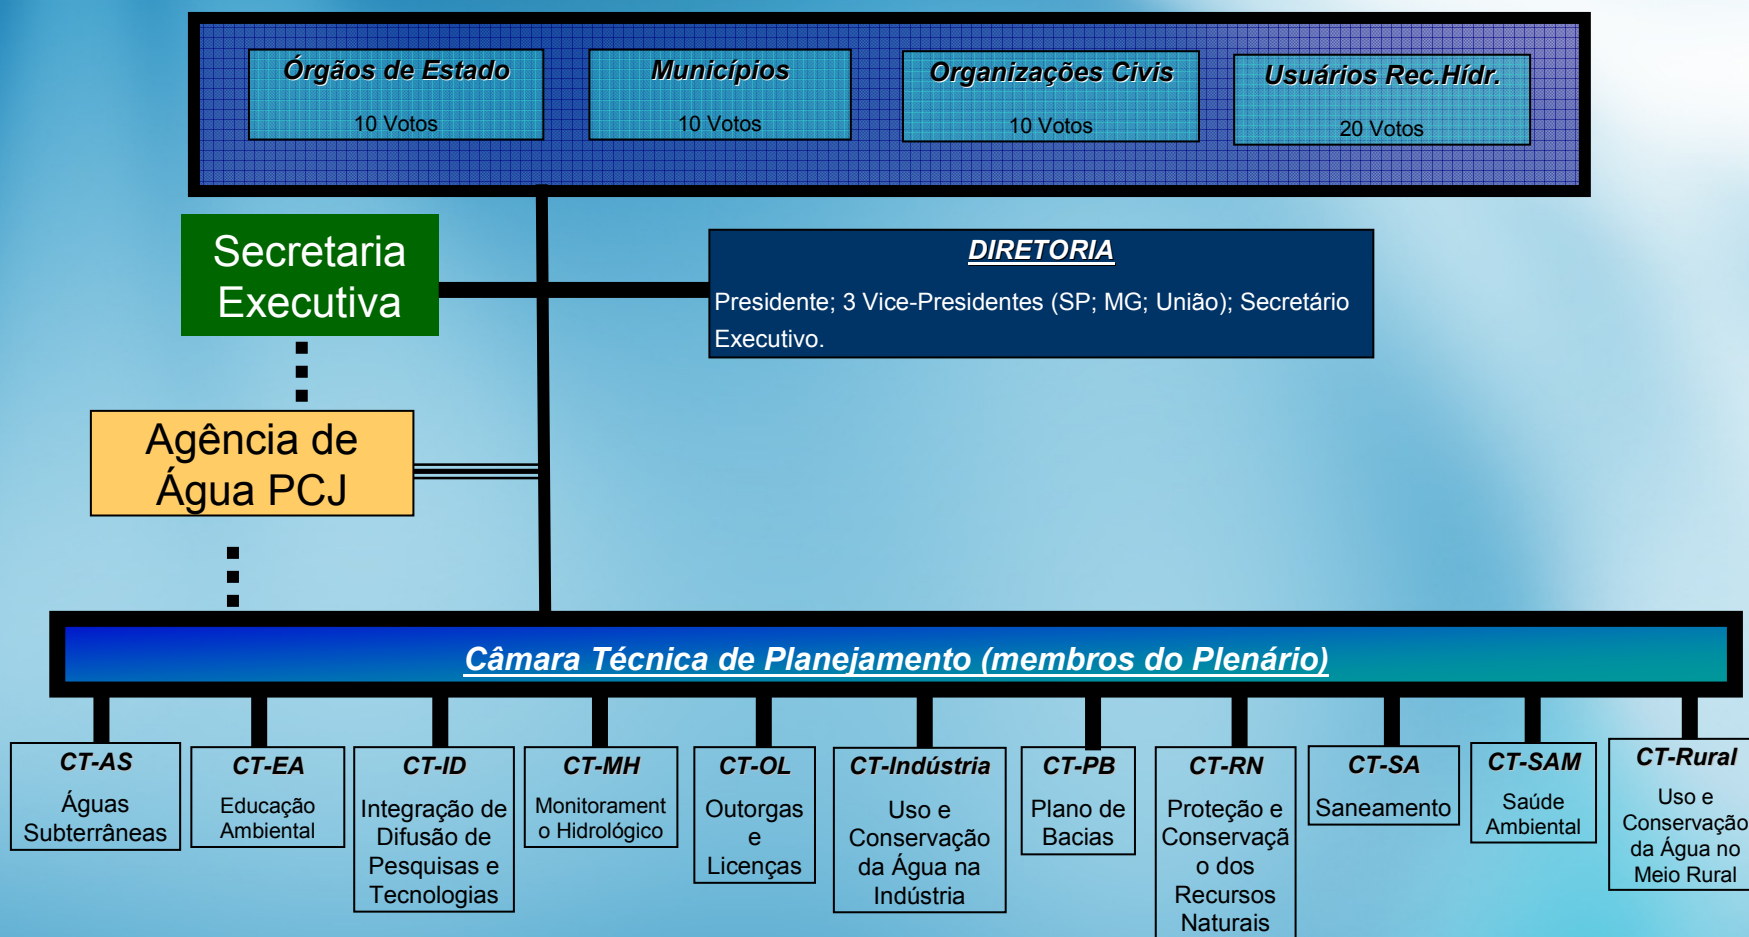 Órgãos de Estado
10 Votos
Municípios
10 Votos
Organizações Civis
10 Votos
Usuários Rec.Hídr.
20 Votos
Secretaria
Executiva
DIRETORIA
Presidente; 3 Vice-Presidentes (SP; MG; União); Secretário
Executivo.
Agência de
Água PCJ
Câmara Técnica de Planejamento (membros do Plenário)
CT-AS
Águas
Subterrâneas
CT-EA
Educação
Ambiental
CT-ID
Integração de
Difusão de
Pesquisas e
Tecnologias
CT-MH
Monitorament
o Hidrológico
CT-OL
Outorgas
e
Licenças
CT-Indústria
Uso e
Conservação
da Água na
Indústria
CT-PB
Plano de
Bacias
CT-RN
Proteção e
Conservaçã
o dos
Recursos
Naturais
CT-SA
Saneamento
CT-SAM
Saúde
Ambiental
CT-Rural
Uso e
Conservação
da Água no
Meio Rural